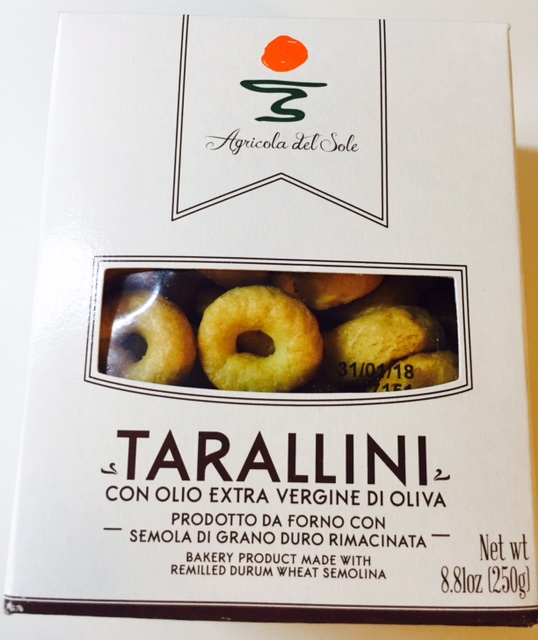 Agricola del Sole
31/01/18
TARALLINI
CON OLIO EXTRA VERGINE DI OLIVA
PRODOTTO DA FORNO CON
SEMOLA DI GRANO DURO RIMACINATA
BAKERY PRODUCT MADE WITH
REMILLED DURUM WHEAT SEMOLINA
Net wt
8.81oz (250g)